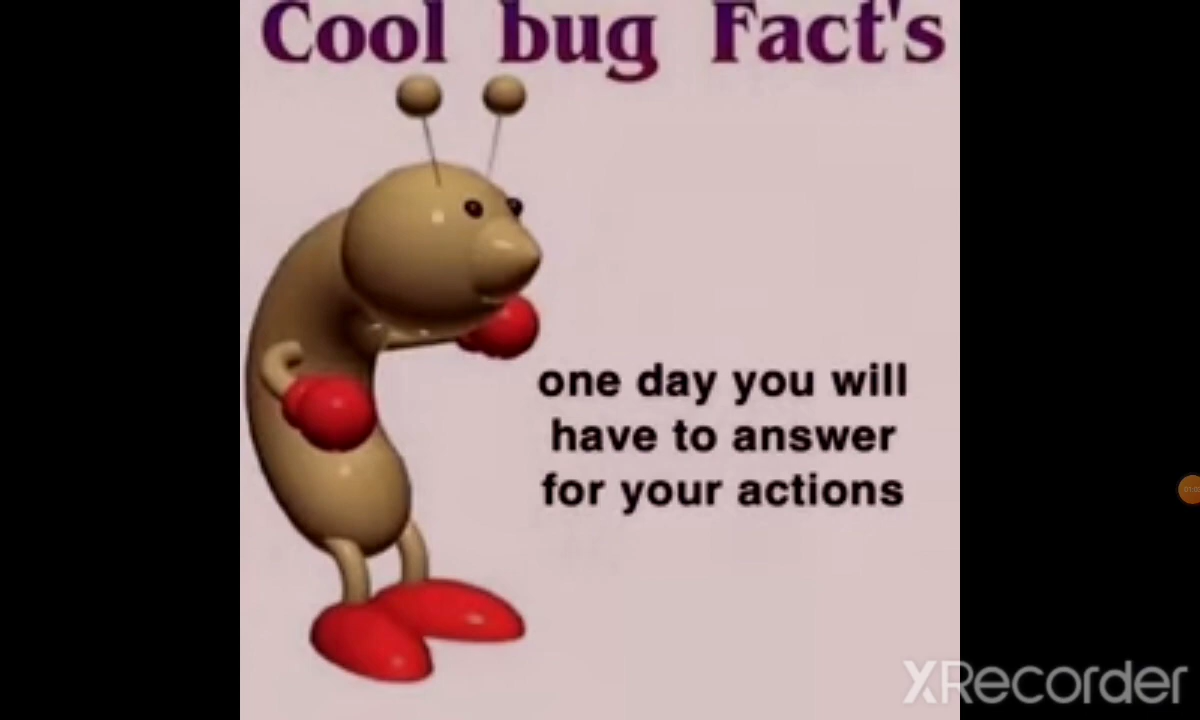 Cool bug Fact's
one day you will
have to answer
for your actions
XRecorder